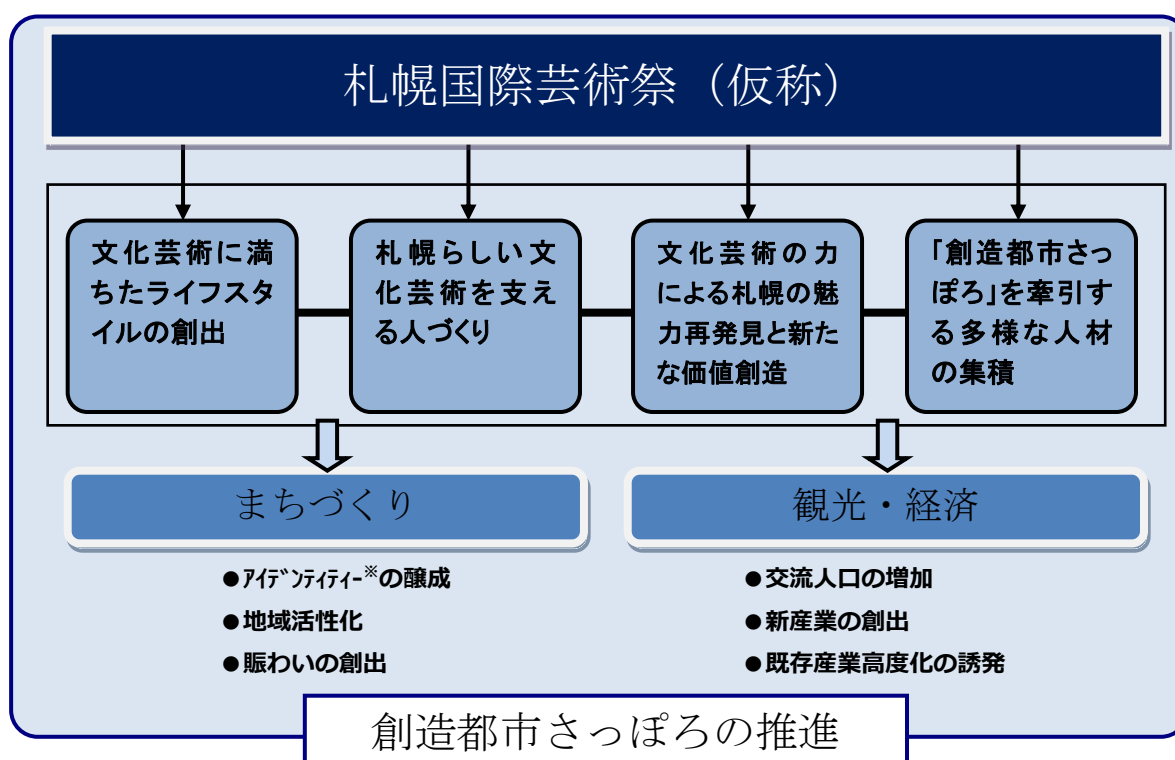 札幌国際芸術祭（仮称）
文化芸術に満
ちたライフスタ
イルの創出
札幌らしい文
化芸術を支え
る人づくり
文化芸術の力
による札幌の魅
力再発見と新た
な価値創造
「創造都市さっ
ぽろ」を牽引す
る多様な人材
の集積
まちづくり
●ｱｲﾃﾞﾝﾃｨﾃｨｰ※の醸成
●地域活性化
●賑わいの創出
観光・経済
●交流人口の増加
●新産業の創出
●既存産業高度化の誘発
創造都市さっぽろの推進